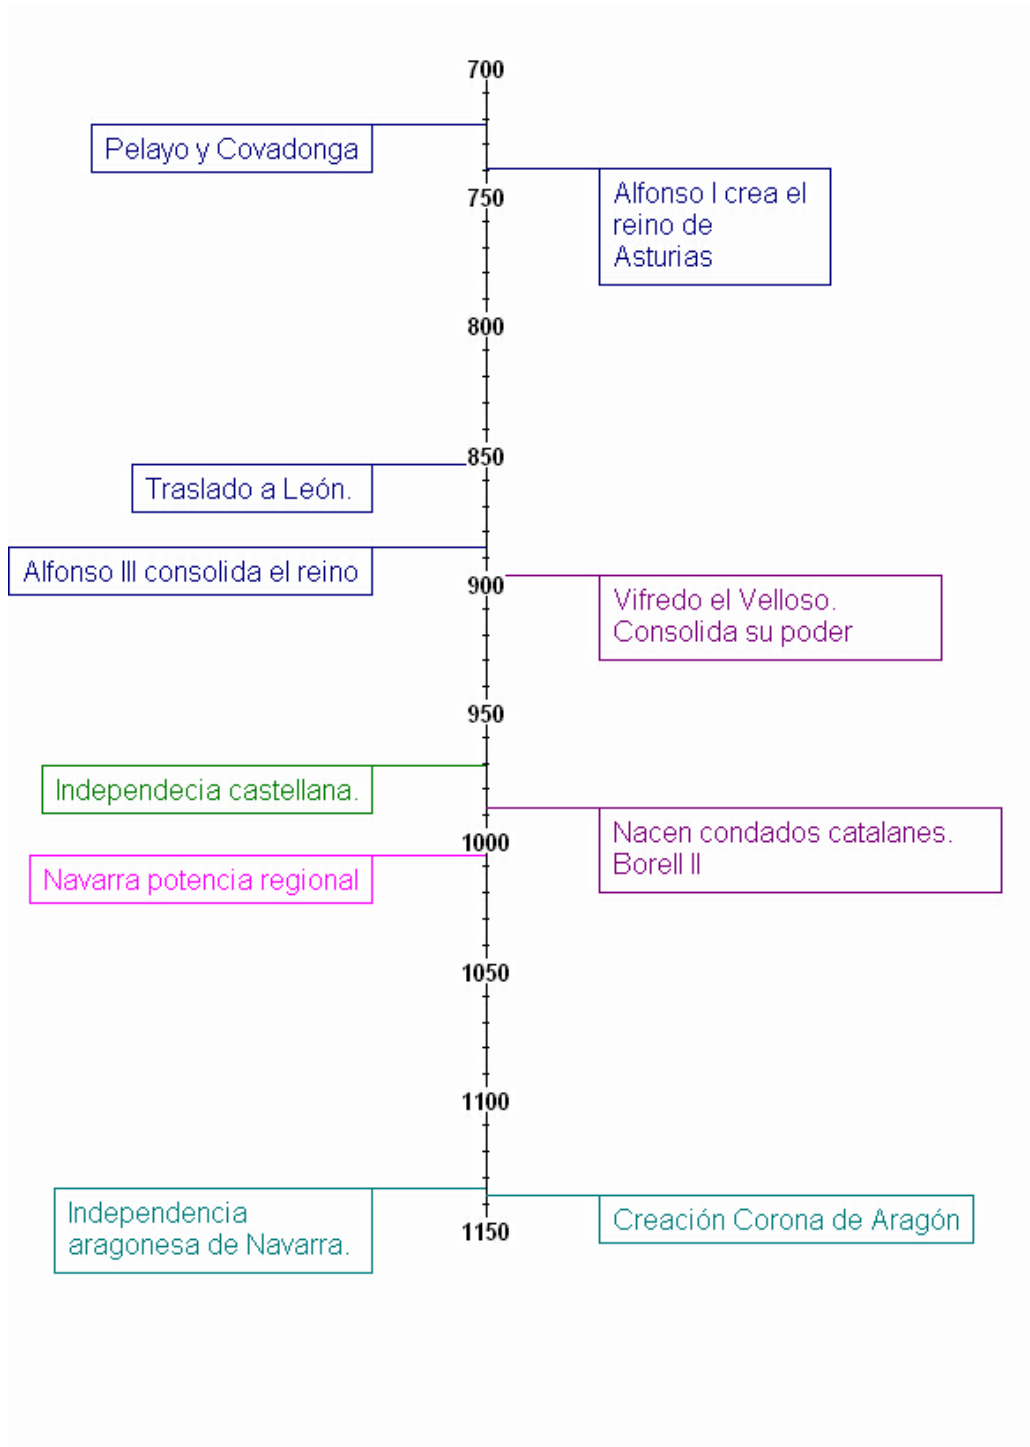 700
Pelayo y Covadonga
Alfonso I crea el
reino de
Asturias
750
800
850
Traslado a León.
Alfonso III consolida el reino
900
Vifredo el Velloso.
Consolida su poder
950
Independecia castellana.
Nacen condados catalanes.
Borell II
1000
Navarra potencia regional
1050
1100
Independencia
aragonesa de Navarra.
Creación Corona de Aragón
1150